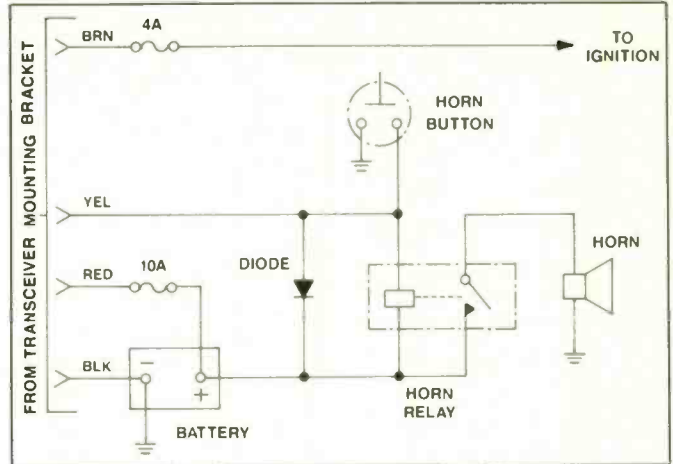 FROM TRANSCEIVER MOUNTING BRACKET
BRN
4A
TO
IGNITION
HORN
BUTTON
YEL
RED
10A
DIODE
HORN
BLK
−
+
BATTERY
HORN
RELAY